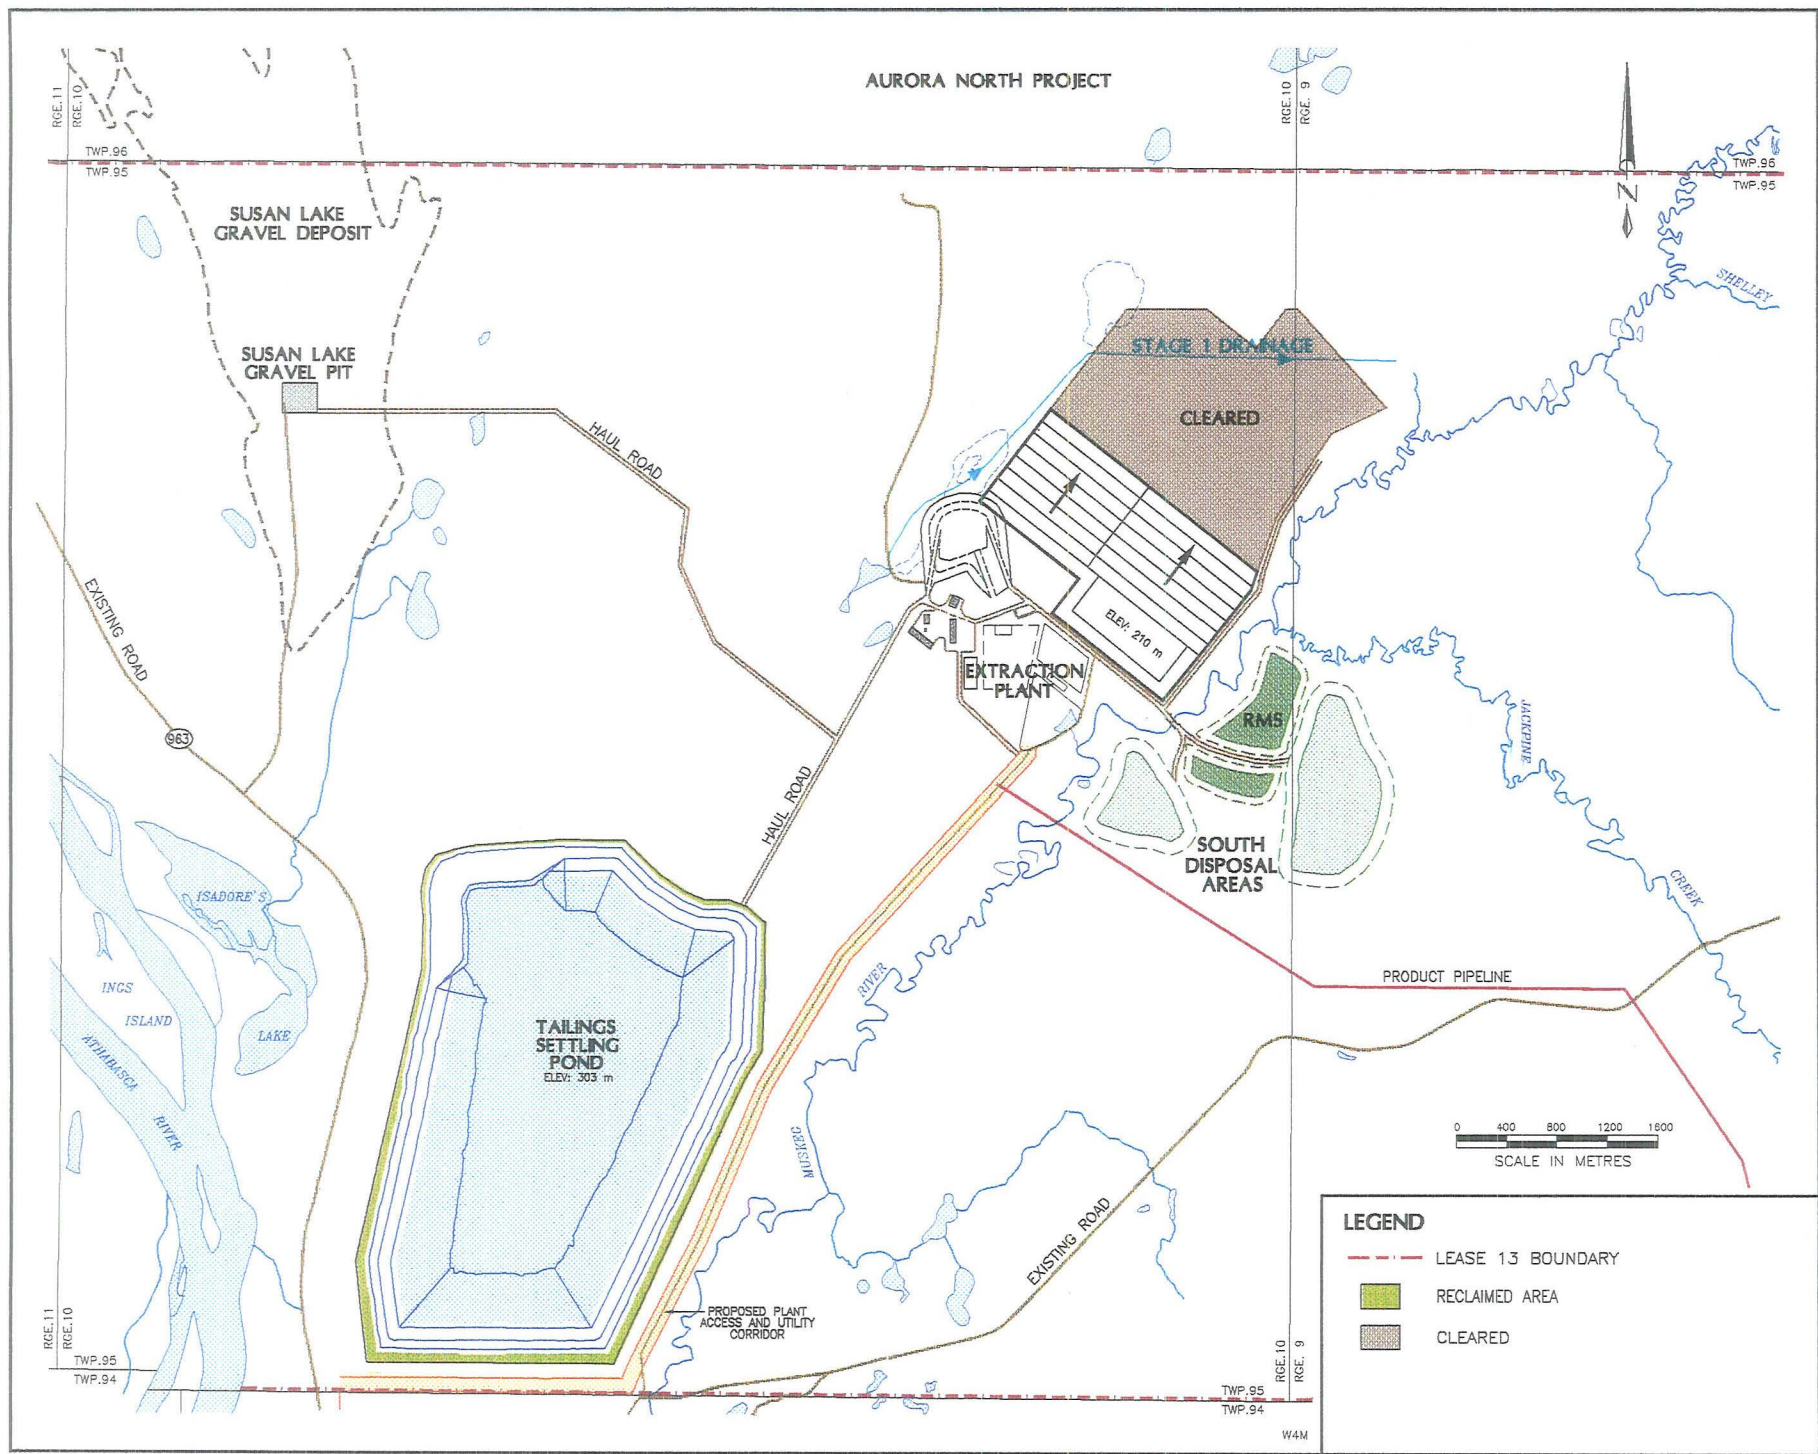 AURORA NORTH PROJECT
RGE.11
RGE.10
RGE.10
RGE. 9
TWP.96
TWP.95
TWP.96
TWP.95
N
SUSAN LAKE
GRAVEL DEPOSIT
SHELLEY
SUSAN LAKE
GRAVEL PIT
STAGE 1 DRAINAGE
CLEARED
HAUL ROAD
EXISTING ROAD
ELEV: 210 m
EXTRACTION
PLANT
RMS
JACKPINE
CREEK
963
HAUL ROAD
SOUTH
DISPOSAL
AREAS
ISADORE'S
LAKE
INGS
ISLAND
ATHABASCA
RIVER
RIVER
MUSKEG
PRODUCT PIPELINE
TAILINGS
SETTLING
POND
ELEV: 303 m
0 400 800 1200 1600
SCALE IN METRES
EXISTING ROAD
PROPOSED PLANT
ACCESS AND UTILITY
CORRIDOR
RGE.11
RGE.10
RGE.10
RGE. 9
TWP.95
TWP.94
TWP.95
TWP.94
W4M
LEGEND
LEASE 13 BOUNDARY
RECLAIMED AREA
CLEARED